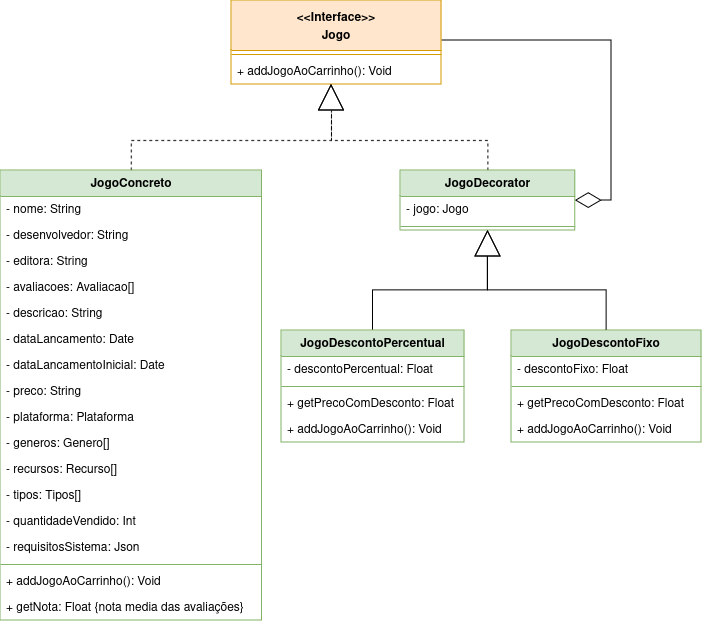 <<Interface>>
Jogo
+ addJogoAoCarrinho(): Void
JogoConcreto
- nome: String
- desenvolvedor: String
- editora: String
- avaliacoes: Avaliacao[]
- descricao: String
- dataLancamento: Date
- dataLancamentoInicial: Date
- preco: String
- plataforma: Plataforma
- generos: Genero[]
- recursos: Recurso[]
- tipos: Tipos[]
- quantidadeVendido: Int
- requisitosSistema: Json
+ addJogoAoCarrinho(): Void
+ getNota: Float {nota media das avaliações}
JogoDecorator
- jogo: Jogo
JogoDescontoPercentual
- descontoPercentual: Float
+ getPrecoComDesconto: Float
+ addJogoAoCarrinho(): Void
JogoDescontoFixo
- descontoFixo: Float
+ getPrecoComDesconto: Float
+ addJogoAoCarrinho(): Void